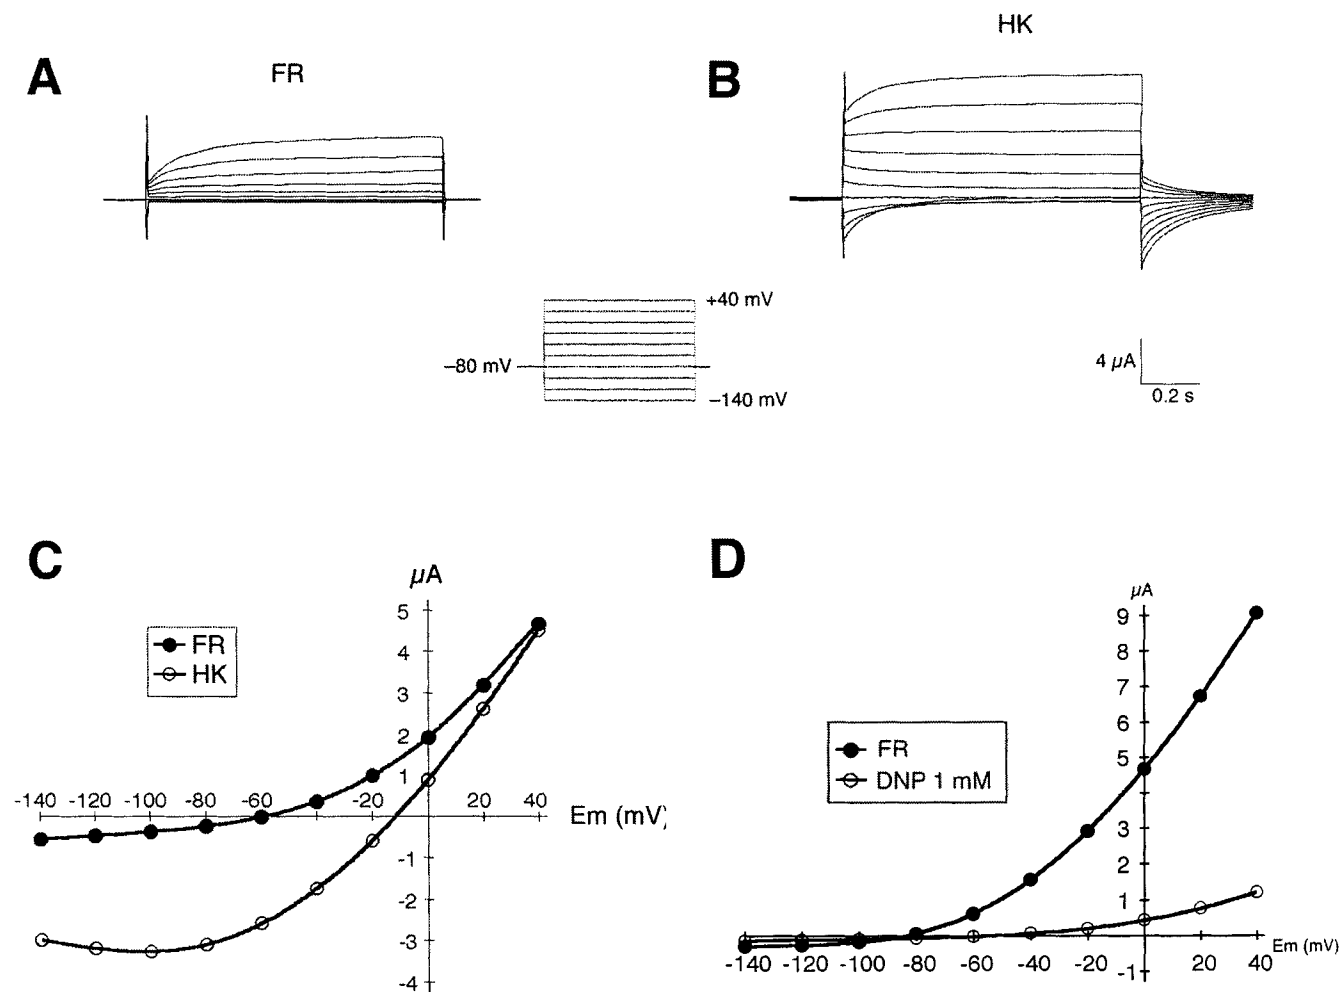 A
FR
B
HK
+40 mV
−80 mV
−140 mV
4 µA
0.2 s
C
µA
FR
HK
5
4
3
2
1
-140 -120 -100 -80 -60 -20 20 40
Em (mV)
-1
-2
-3
-4
D
µA
FR
DNP 1 mM
9
8
7
6
5
3
2
1
-140 -120 -100 -80 -60 -40 -20 20 40
Em (mV)
-1